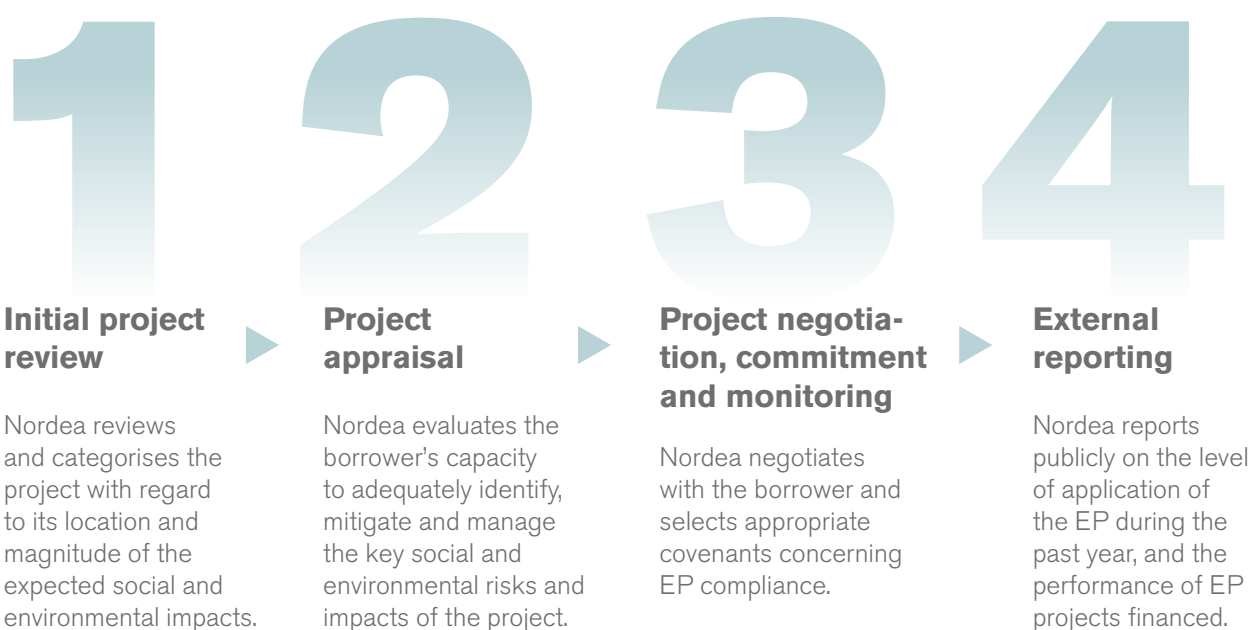 1
Initial project
review
Nordea reviews
and categorises the
project with regard
to its location and
magnitude of the
expected social and
environmental impacts.
2
Project
appraisal
Nordea evaluates the
borrower’s capacity
to adequately identify,
mitigate and manage
the key social and
environmental risks and
impacts of the project.
3
Project negotia-
tion, commitment
and monitoring
Nordea negotiates
with the borrower and
selects appropriate
covenants concerning
EP compliance.
4
External
reporting
Nordea reports
publicly on the level
of application of
the EP during the
past year, and the
performance of EP
projects financed.